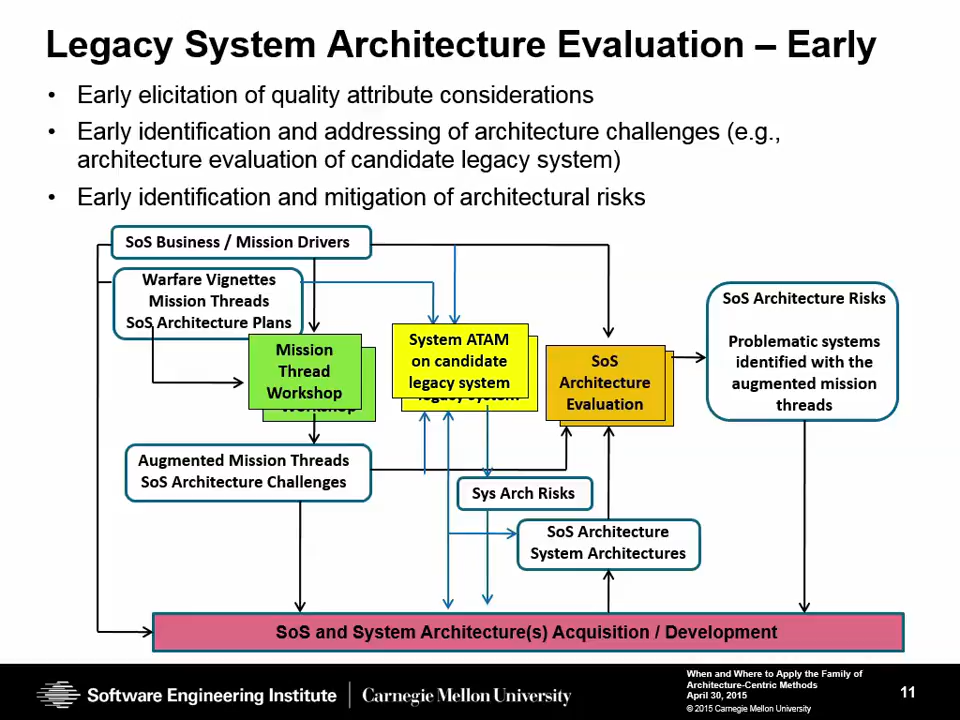 Legacy System Architecture Evaluation – Early
• Early elicitation of quality attribute considerations
• Early identification and addressing of architecture challenges (e.g.,
architecture evaluation of candidate legacy system)
• Early identification and mitigation of architectural risks
SoS Business / Mission Drivers
Warfare Vignettes
Mission Threads
SoS Architecture Plans
Mission
Thread
Workshop
Workshop
System ATAM
on candidate
legacy system
legacy system
SoS
Architecture
Evaluation
SoS Architecture Risks
Problematic systems
identified with the
augmented mission
threads
Augmented Mission Threads
SoS Architecture Challenges
Sys Arch Risks
SoS Architecture
System Architectures
SoS and System Architecture(s) Acquisition / Development
Software Engineering Institute
Carnegie Mellon University
When and Where to Apply the Family of
Architecture-Centric Methods
April 30, 2015
© 2015 Carnegie Mellon University
11